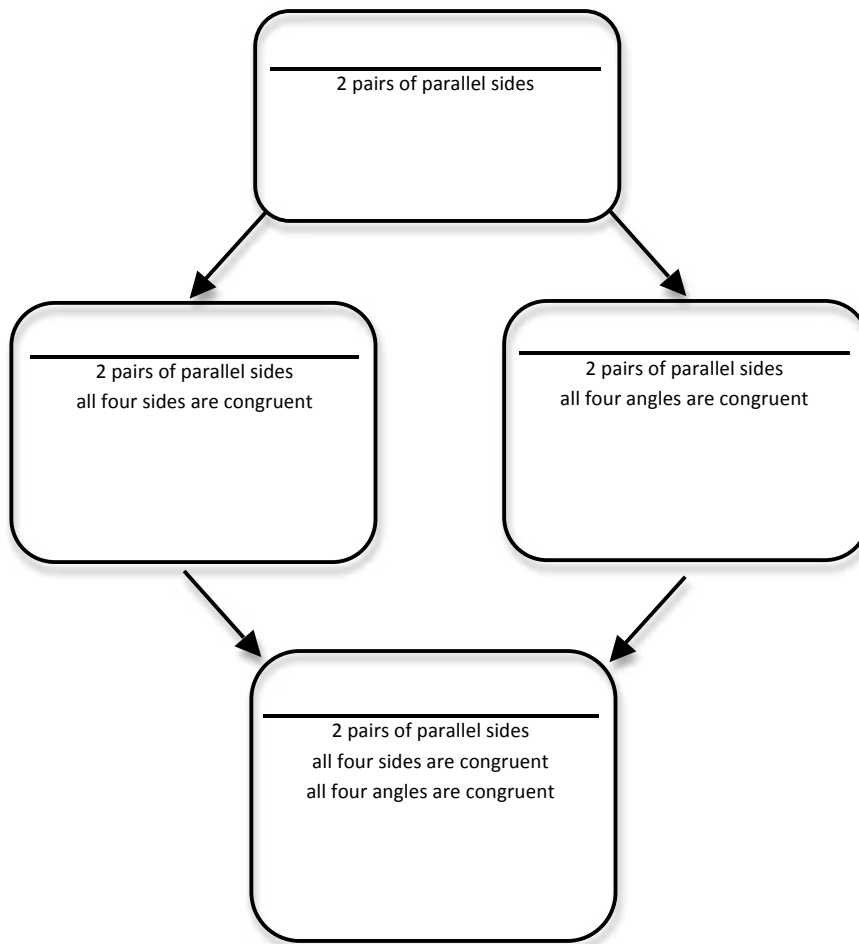 2 pairs of parallel sides
2 pairs of parallel sides
all four sides are congruent
2 pairs of parallel sides
all four angles are congruent
2 pairs of parallel sides
all four sides are congruent
all four angles are congruent